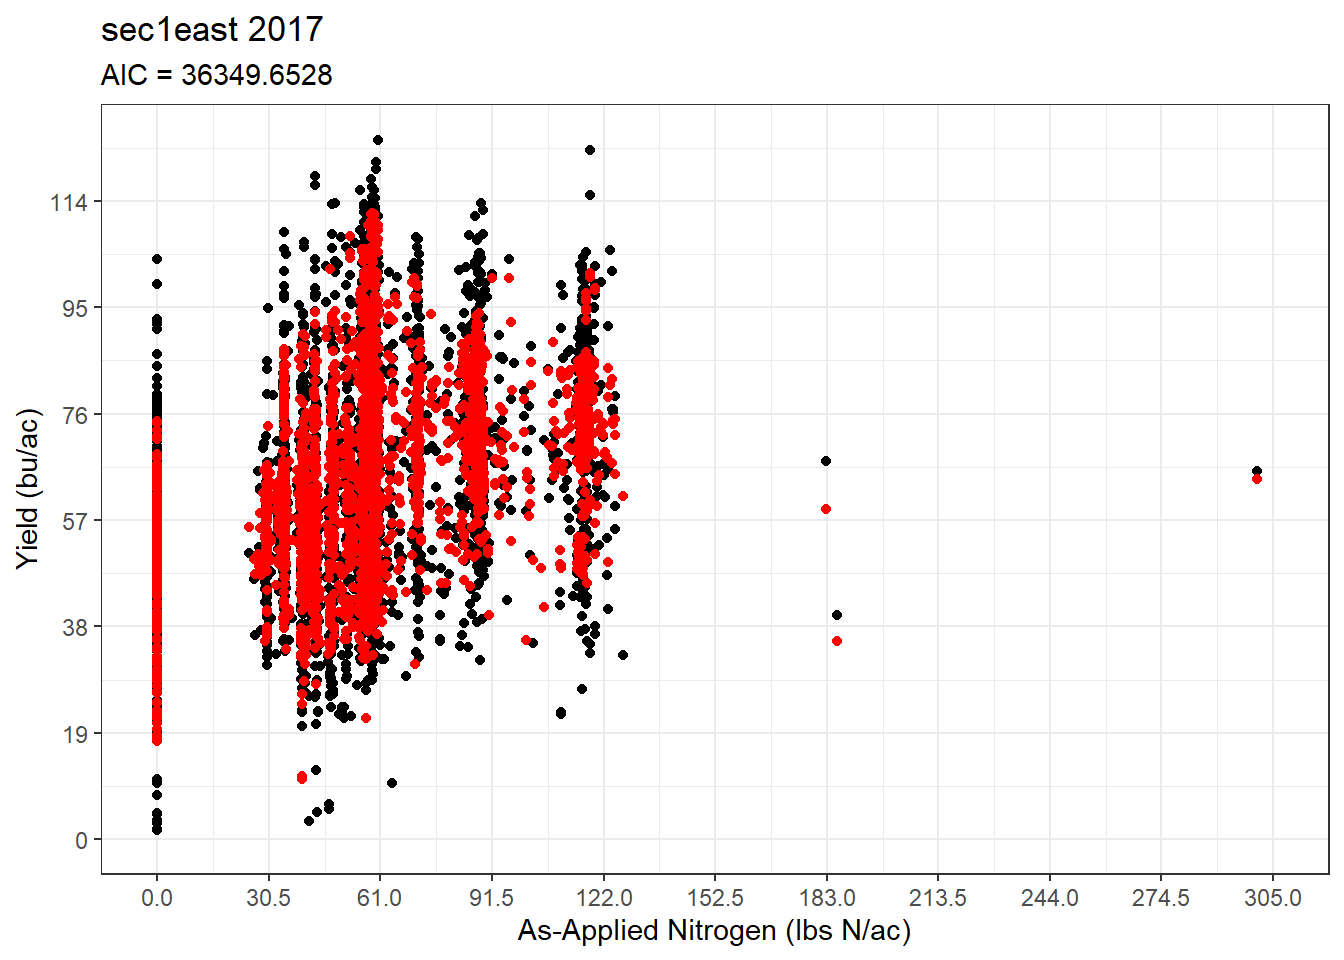 sec1east 2017
AIC = 36349.6528
Yield (bu/ac)
114
95
76
57
38
19
0
0.0 30.5 61.0 91.5 122.0 152.5 183.0 213.5 244.0 274.5 305.0
As-Applied Nitrogen (lbs N/ac)